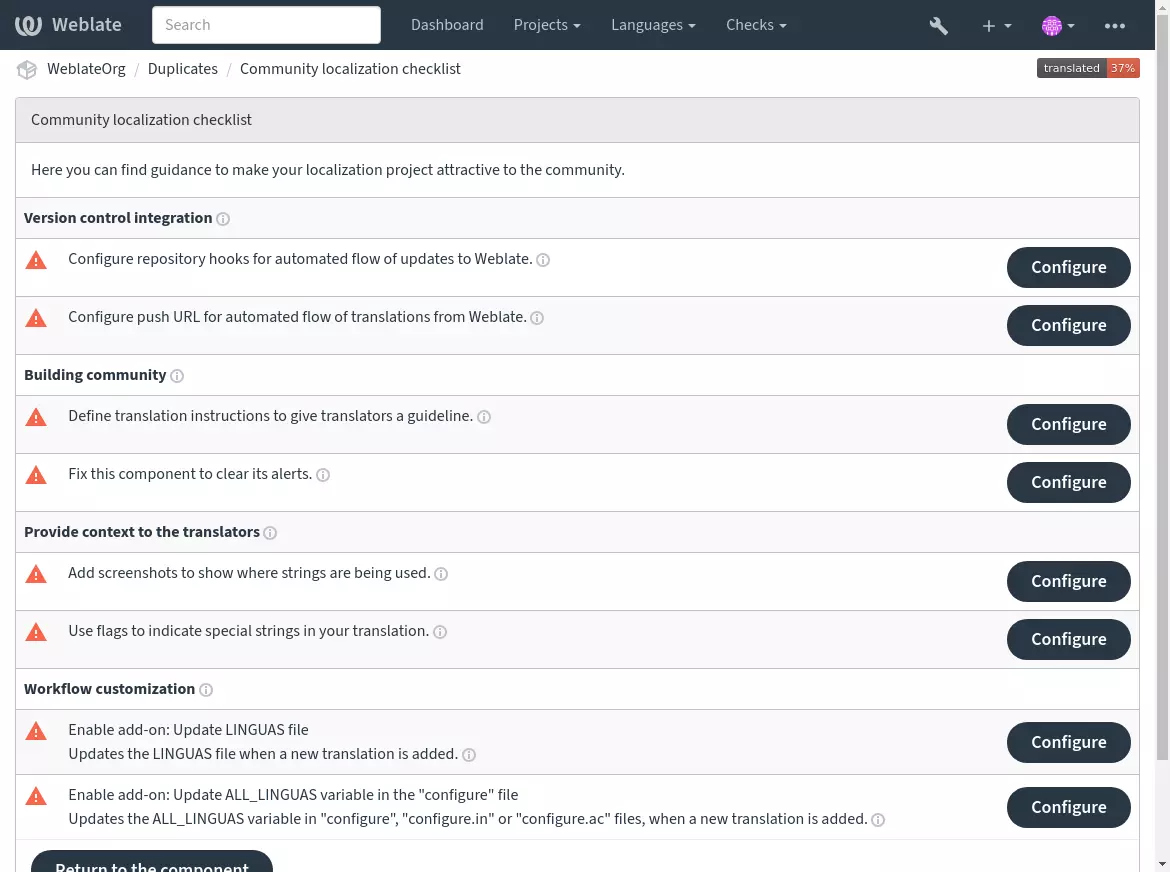 Weblate
Search
Dashboard
Projects
Languages
Checks
WeblateOrg / Duplicates / Community localization checklist
translated 37%
Community localization checklist
Here you can find guidance to make your localization project attractive to the community.
Version control integration
Configure repository hooks for automated flow of updates to Weblate.
Configure
Configure push URL for automated flow of translations from Weblate.
Configure
Building community
Define translation instructions to give translators a guideline.
Configure
Fix this component to clear its alerts.
Configure
Provide context to the translators
Add screenshots to show where strings are being used.
Configure
Use flags to indicate special strings in your translation.
Configure
Workflow customization
Enable add-on: Update LINGUAS file
Updates the LINGUAS file when a new translation is added.
Configure
Enable add-on: Update ALL_LINGUAS variable in the "configure" file
Updates the ALL_LINGUAS variable in "configure", "configure.in" or "configure.ac" files, when a new translation is added.
Configure
Return to the component